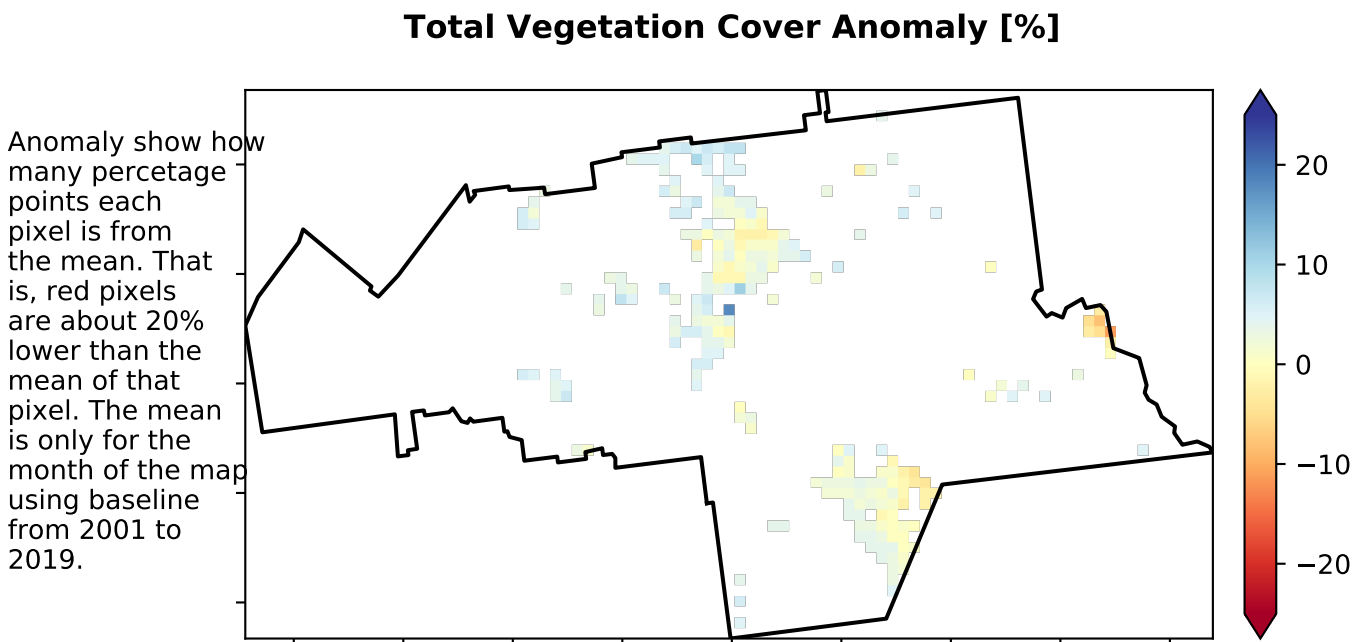 Total Vegetation Cover Anomaly [%]
Anomaly show how
many percetage
points each
pixel is from
the mean. That
is, red pixels
are about 20%
lower than the
mean of that
pixel. The mean
is only for the
month of the map
using baseline
from 2001 to
2019.
20
10
0
−10
−20